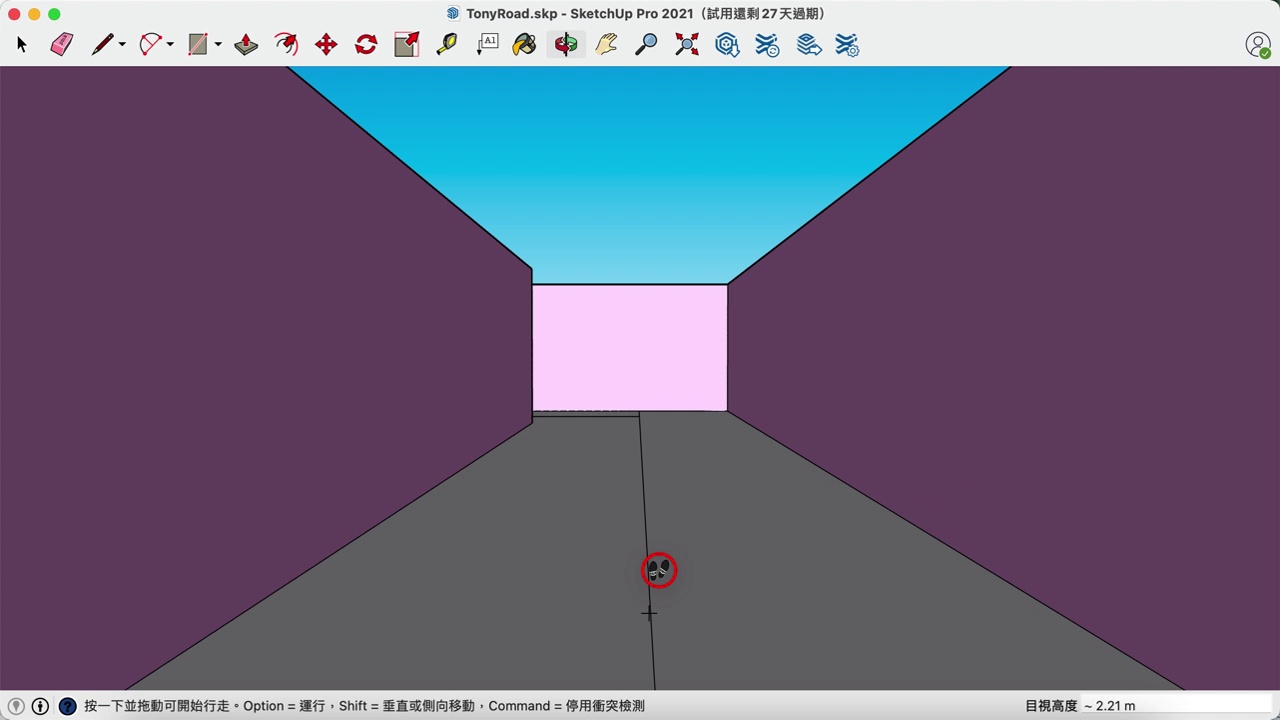 TonyRoad.skp - SketchUp Pro 2021（試用還剩 27 天過期）
A1
?
按一下並拖動可開始行走。Option = 運行，Shift = 垂直或側向移動，Command = 停用衝突檢測
目視高度 ~ 2.21 m